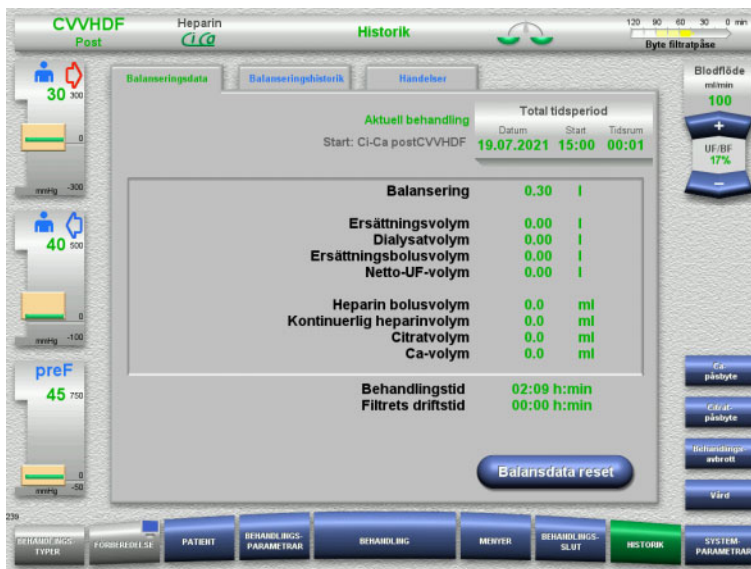 CVVHDF
Post
Heparin
Ci Ca
Historik
120 90 60 30 0 min
Byte filtratpåse
30 300
0
mmHg -300
40 500
0
mmHg -100
preF
45 750
0
mmHg -50
Balanseringsdata
Balanseringshistorik
Händelser
Aktuell behandling
Start: Ci-Ca postCVVHDF
Total tidsperiod
Datum Start Tidsrum
19.07.2021 15:00 00:01
Balansering 0.30 l
Ersättningsvolym 0.00 l
Dialysatvolym 0.00 l
Ersättningsbolusvolym 0.00 l
Netto-UF-volym 0.00 l
Heparin bolusvolym 0.0 ml
Kontinuerlig heparinvolym 0.0 ml
Citratvolym 0.0 ml
Ca-volym 0.0 ml
Behandlingstid 02:09 h:min
Filtrets driftstid 00:00 h:min
Balansdata reset
Blodflöde
ml/min
100
+
UF/BF
17%
−
Ca-
påsbyte
Citrat-
påsbyte
Behandlings-
avbrott
Vård
239
BEHANDLINGS-
TYPER
FÖRBEREDELSE
PATIENT
BEHANDLINGS-
PARAMETRAR
BEHANDLING
MENYER
BEHANDLINGS-
SLUT
HISTORIK
SYSTEM-
PARAMETRAR